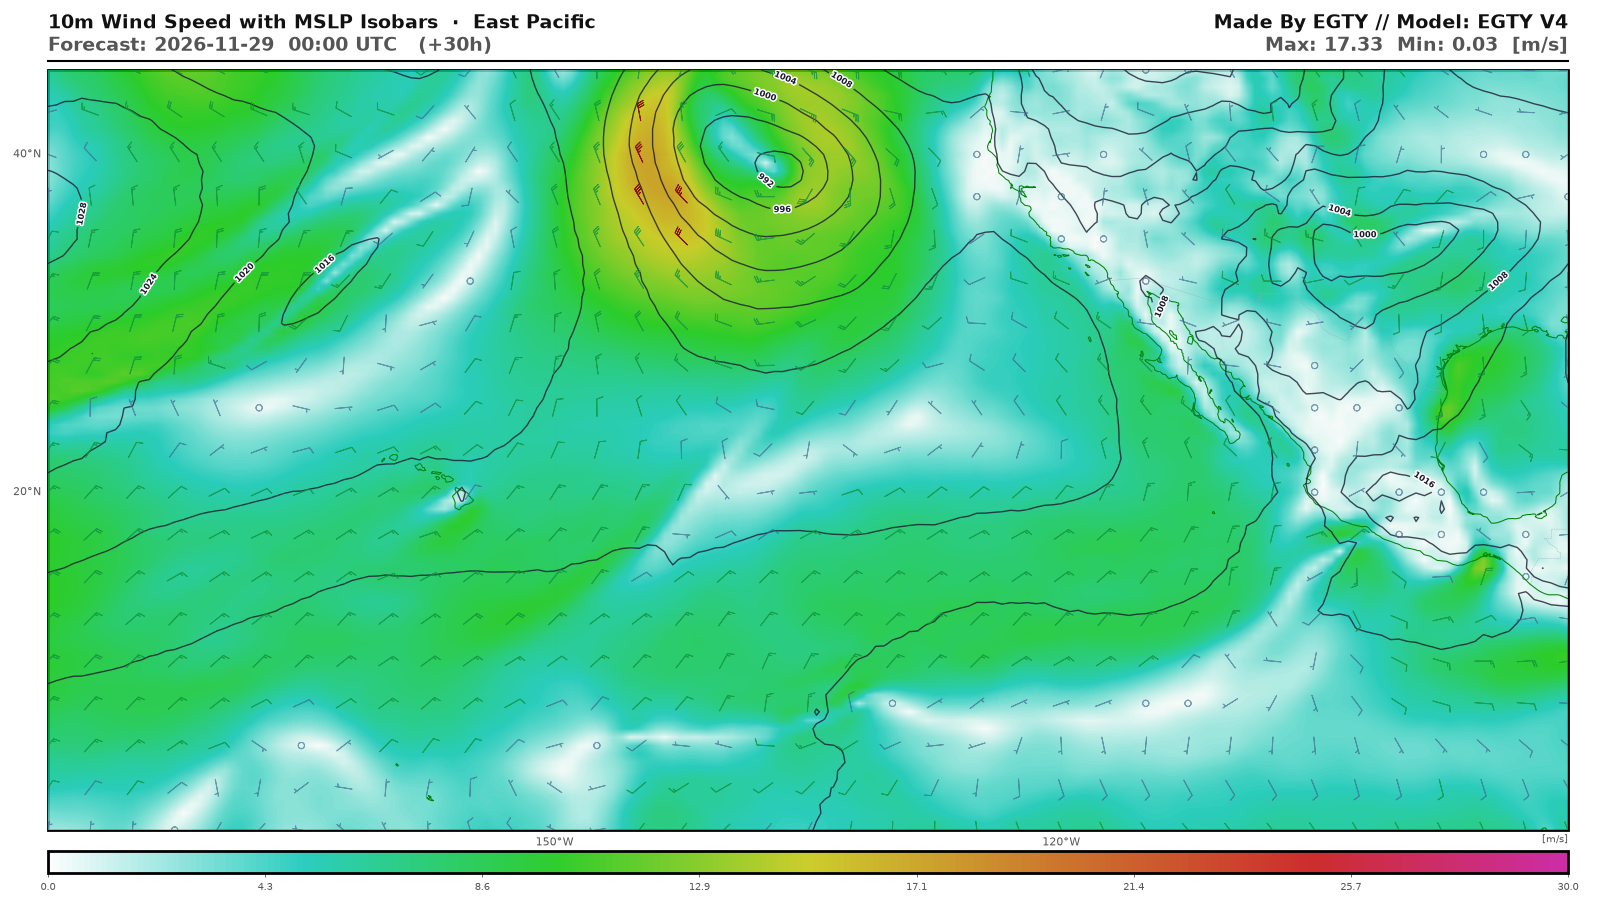 10m Wind Speed with MSLP Isobars · East Pacific
Made By EGTY // Model: EGTY V4
Forecast: 2026-11-29 00:00 UTC (+30h)
Max: 17.33 Min: 0.03 [m/s]
1004
1008
1000
40°N
992
996
1028
1004
1000
1016
1020
1024
1008
1008
1016
20°N
150°W
120°W
[m/s]
0.0
4.3
8.6
12.9
17.1
21.4
25.7
30.0